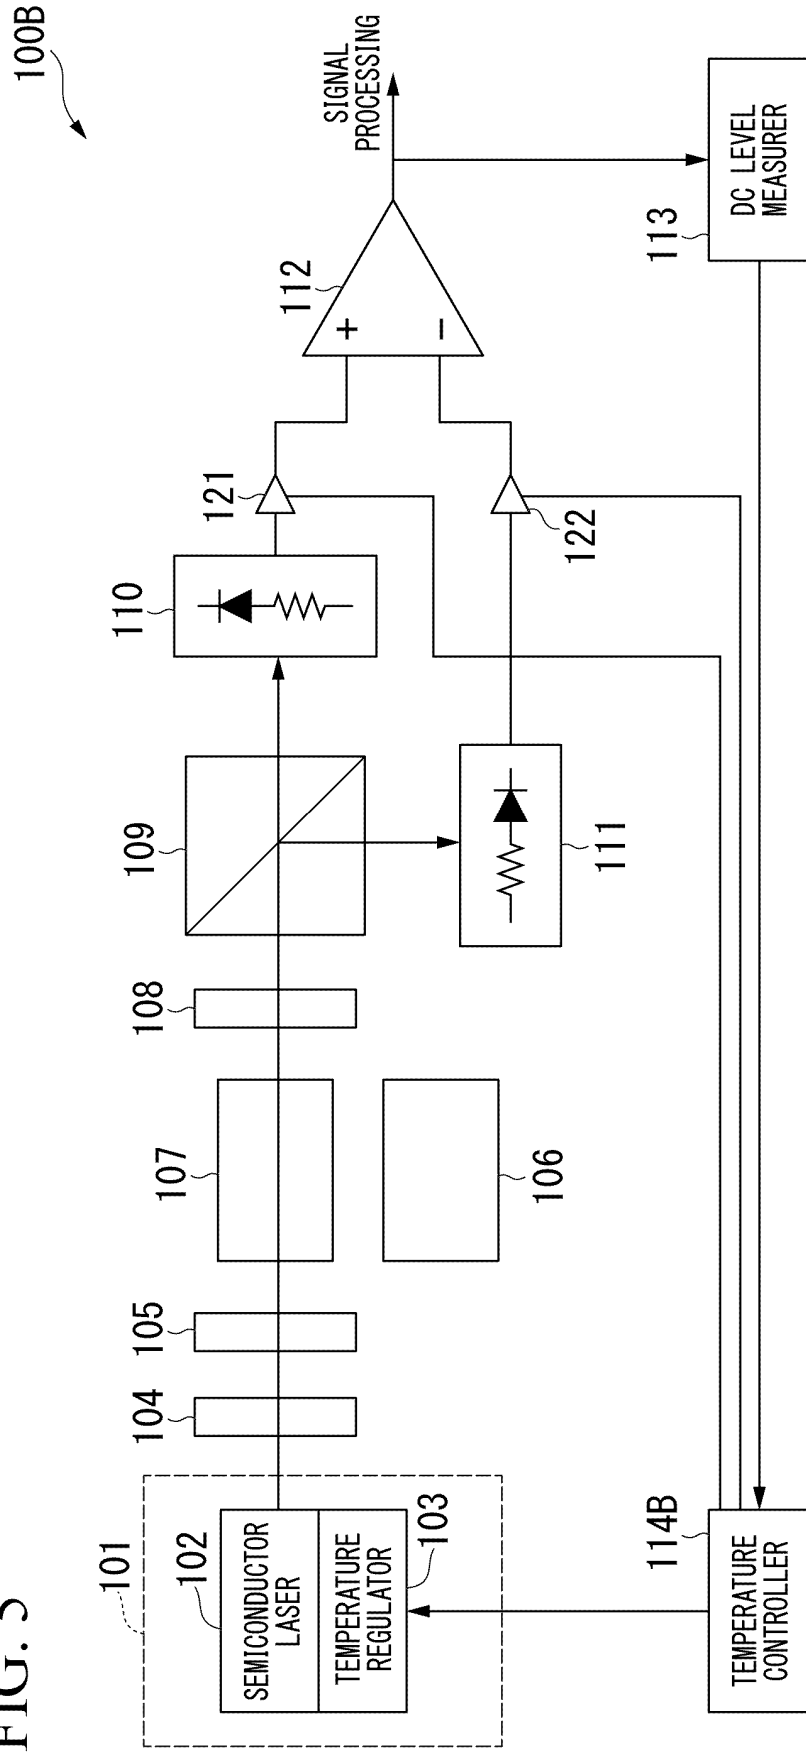 FIG. 5
100B
101
102
SEMICONDUCTOR
LASER
TEMPERATURE
REGULATOR
103
104
105
107
106
108
109
110
111
121
122
112
+
−
SIGNAL
PROCESSING
113
DC LEVEL
MEASURER
114B
TEMPERATURE
CONTROLLER